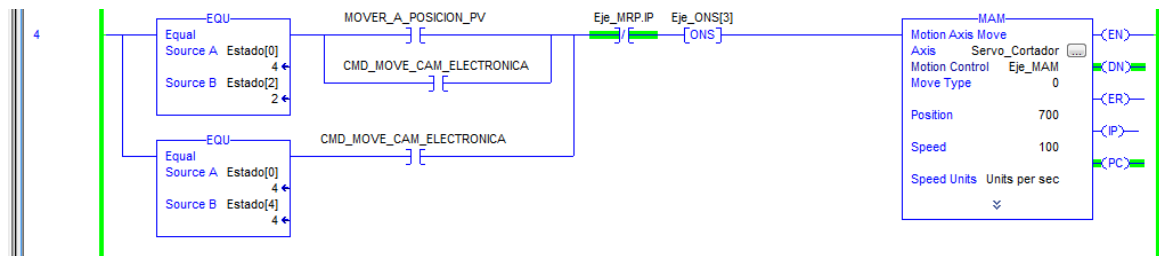 4
EQU
Equal
Source A Estado[0]
4
Source B Estado[2]
2
MOVER_A_POSICION_PV
CMD_MOVE_CAM_ELECTRONICA
Eje_MRP.IP
Eje_ONS[3]
ONS
MAM
Motion Axis Move
Axis Servo_Cortador ...
Motion Control Eje_MAM
Move Type 0
Position 700
Speed 100
Speed Units Units per sec
EN
DN
ER
IP
PC
EQU
Equal
Source A Estado[0]
4
Source B Estado[4]
4
CMD_MOVE_CAM_ELECTRONICA